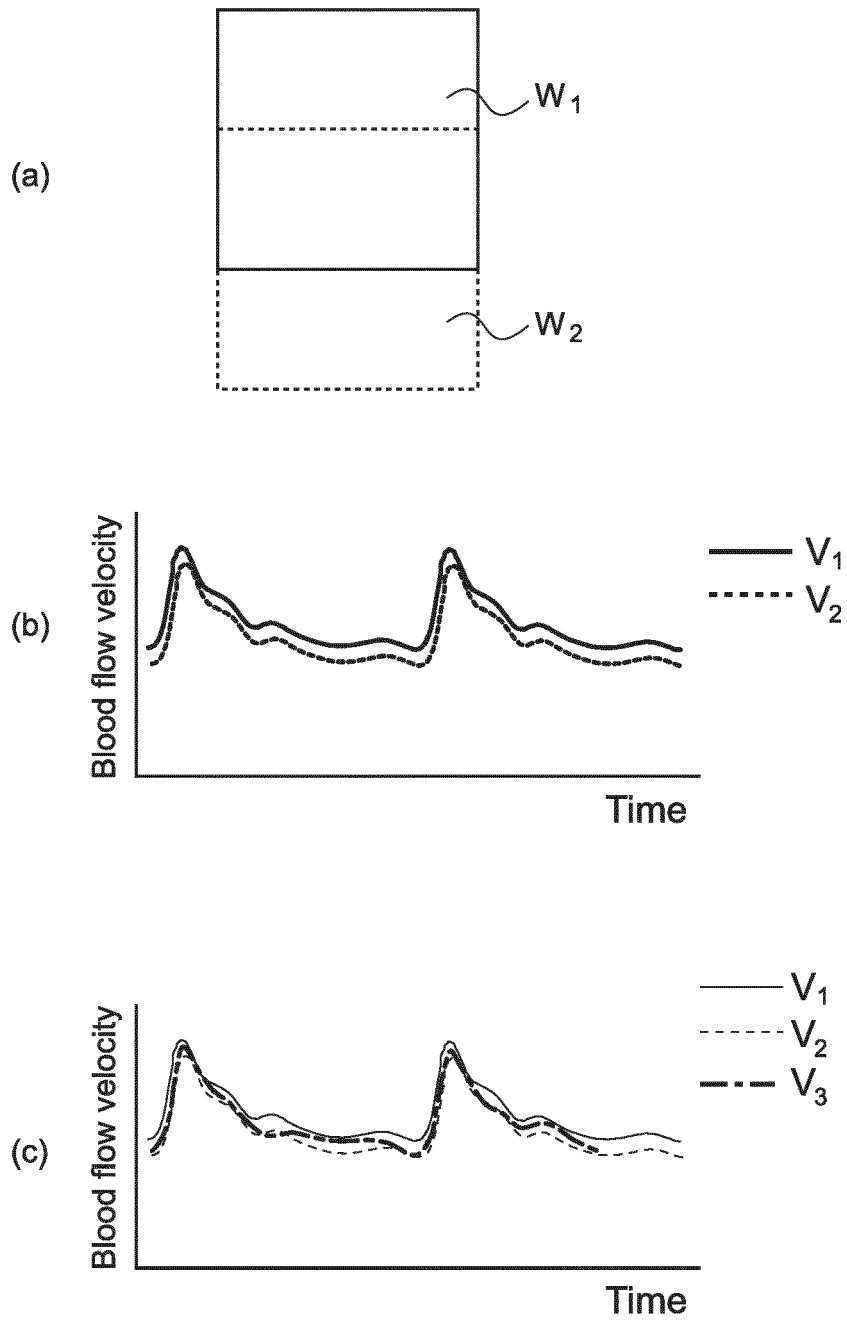 (a)
W₁
W₂
(b)
Blood flow velocity
Time
V₁
V₂
(c)
Blood flow velocity
Time
V₁
V₂
V₃